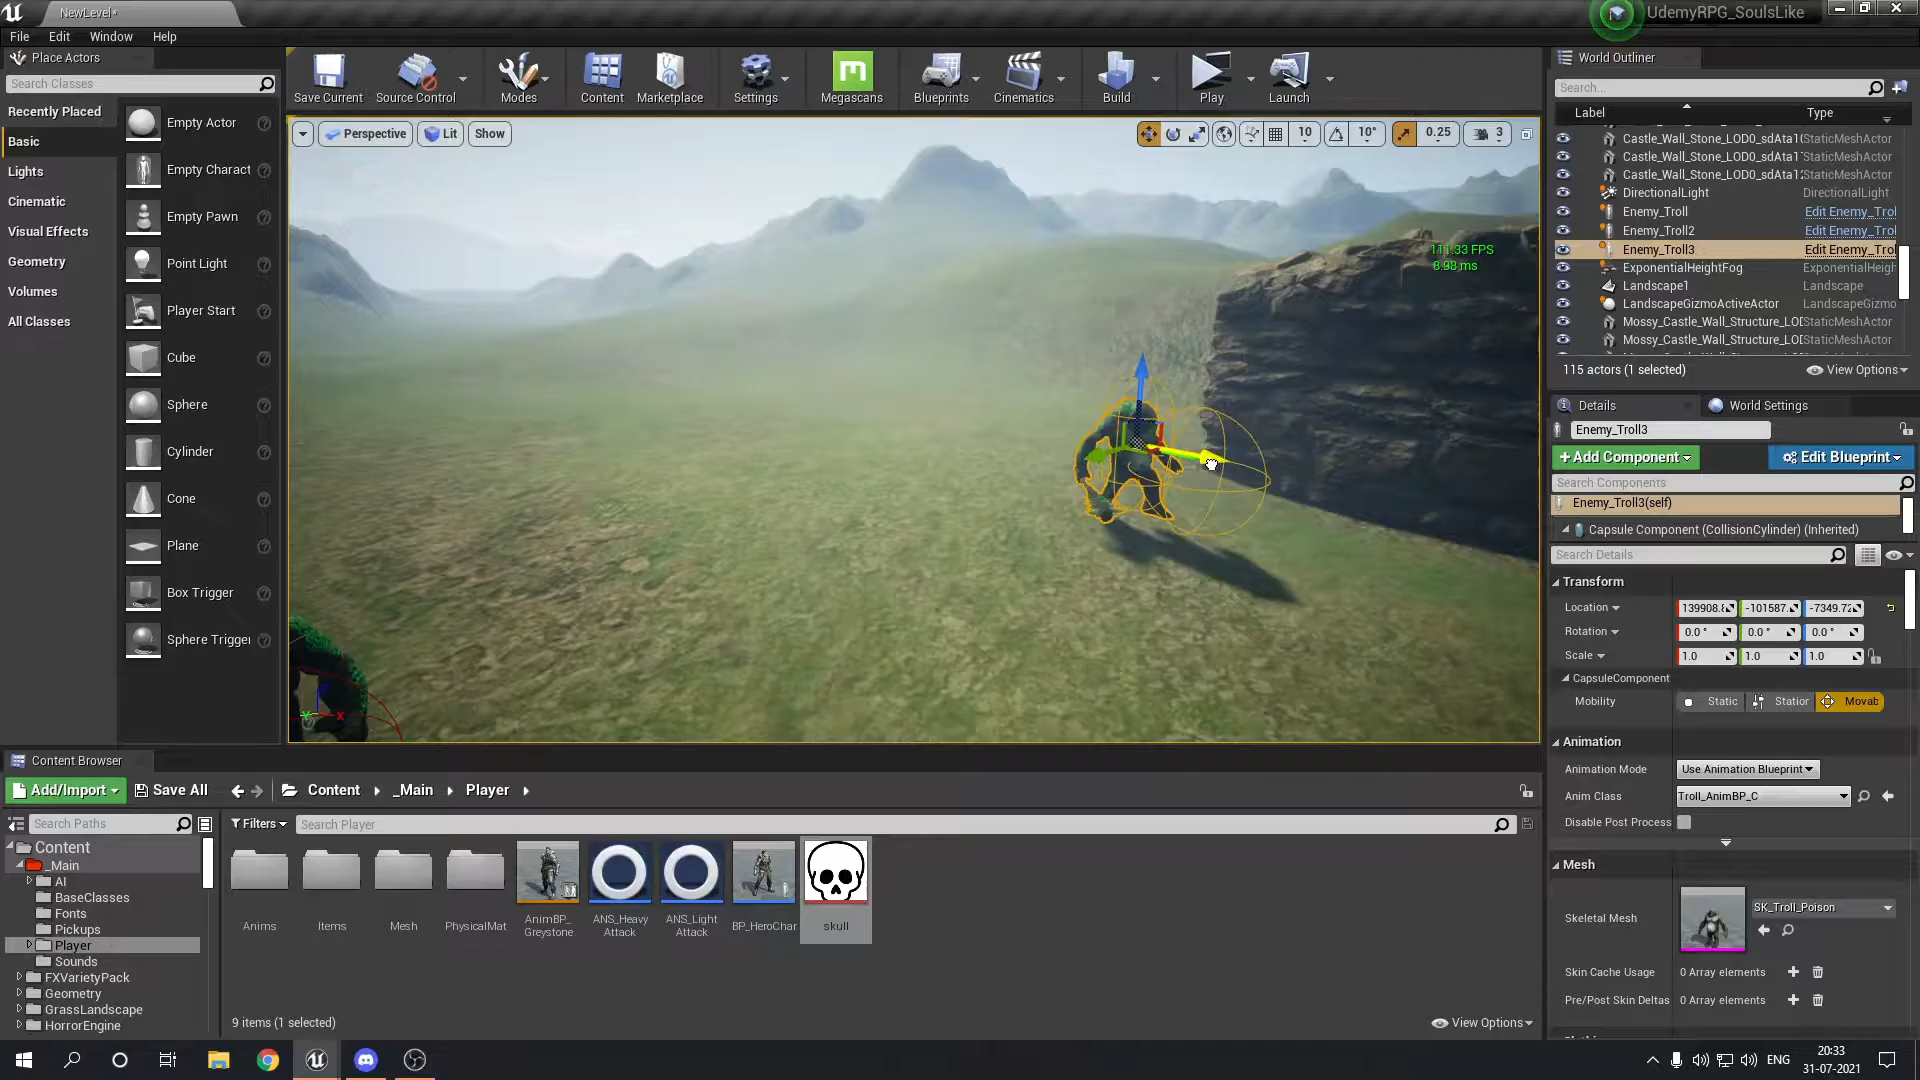 NewLevel*
UdemyRPG_SoulsLike
File Edit Window Help
Place Actors
Search Classes
Recently Placed
Basic
Lights
Cinematic
Visual Effects
Geometry
Volumes
All Classes
Empty Actor
Empty Charact
Empty Pawn
Point Light
Player Start
Cube
Sphere
Cylinder
Cone
Plane
Box Trigger
Sphere Trigger
Save Current
Source Control
Modes
Content
Marketplace
Settings
Megascans
Blueprints
Cinematics
Build
Play
Launch
Perspective
Lit
Show
10
10°
0.25
3
111.33 FPS
8.98 ms
World Outliner
Search...
Label Type
Castle_Wall_Stone_LOD0_sdAta1 StaticMeshActor
Castle_Wall_Stone_LOD0_sdAta1 StaticMeshActor
Castle_Wall_Stone_LOD0_sdAta1 StaticMeshActor
DirectionalLight DirectionalLight
Enemy_Troll Edit Enemy_Trol
Enemy_Troll2 Edit Enemy_Trol
Enemy_Troll3 Edit Enemy_Trol
ExponentialHeightFog ExponentialHeigh
Landscape1 Landscape
LandscapeGizmoActiveActor LandscapeGizmo
Mossy_Castle_Wall_Structure_LO StaticMeshActor
Mossy_Castle_Wall_Structure_LO StaticMeshActor
115 actors (1 selected)
View Options
Details
World Settings
Enemy_Troll3
+Add Component
Edit Blueprint
Search Components
Enemy_Troll3(self)
Capsule Component (CollisionCylinder) (Inherited)
Search Details
Transform
Location 139908. -101587. -7349.72
Rotation 0.0 ° 0.0 ° 0.0 °
Scale 1.0 1.0 1.0
CapsuleComponent
Mobility Static Station Movab
Animation
Animation Mode Use Animation Blueprint
Anim Class Troll_AnimBP_C
Disable Post Process
Mesh
Skeletal Mesh SK_Troll_Poison
Skin Cache Usage 0 Array elements
Pre/Post Skin Deltas 0 Array elements
Content Browser
Add/Import
Save All
Content
_Main
Player
Search Paths
Filters
Search Player
Content
_Main
AI
BaseClasses
Fonts
Pickups
Player
Sounds
FXVarietyPack
Geometry
GrassLandscape
HorrorEngine
Anims
Items
Mesh
PhysicalMat
AnimBP_
Greystone
ANS_Heavy
Attack
ANS_Light
Attack
BP_HeroChar
skull
9 items (1 selected)
View Options
ENG
20:33
31-07-2021